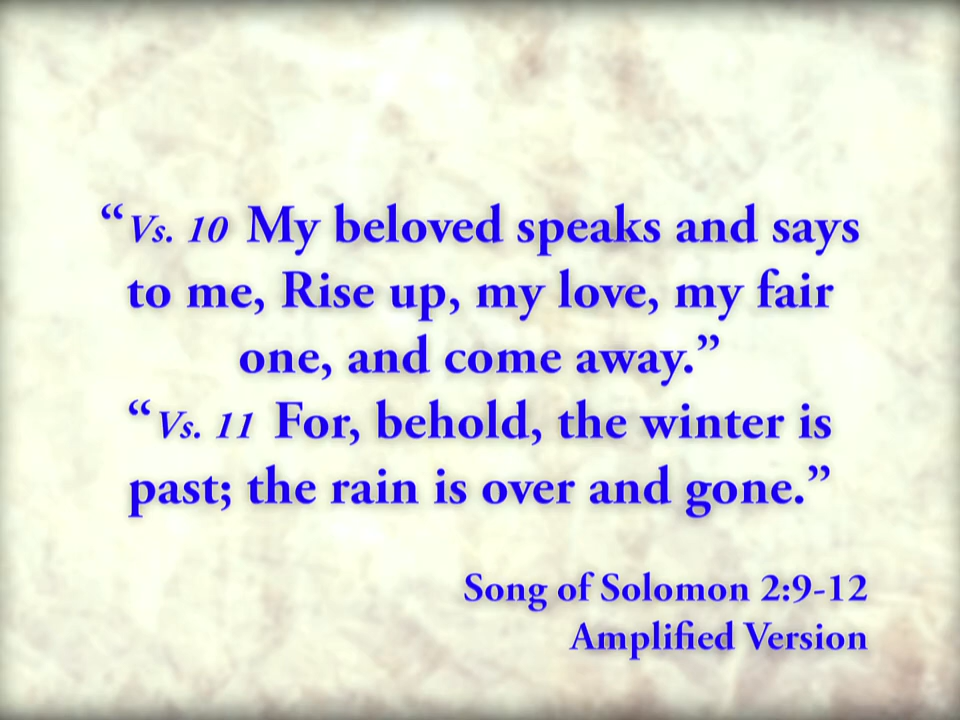 “Vs. 10 My beloved speaks and says
to me, Rise up, my love, my fair
one, and come away.”
“Vs. 11 For, behold, the winter is
past; the rain is over and gone.”
Song of Solomon 2:9-12
Amplified Version